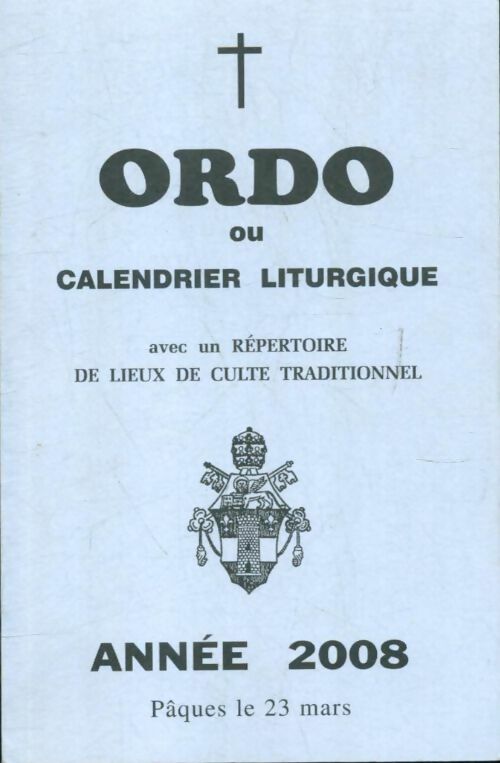 ORDO
ou
CALENDRIER LITURGIQUE
avec un RÉPERTOIRE
DE LIEUX DE CULTE TRADITIONNEL
ANNÉE 2008
Pâques le 23 mars